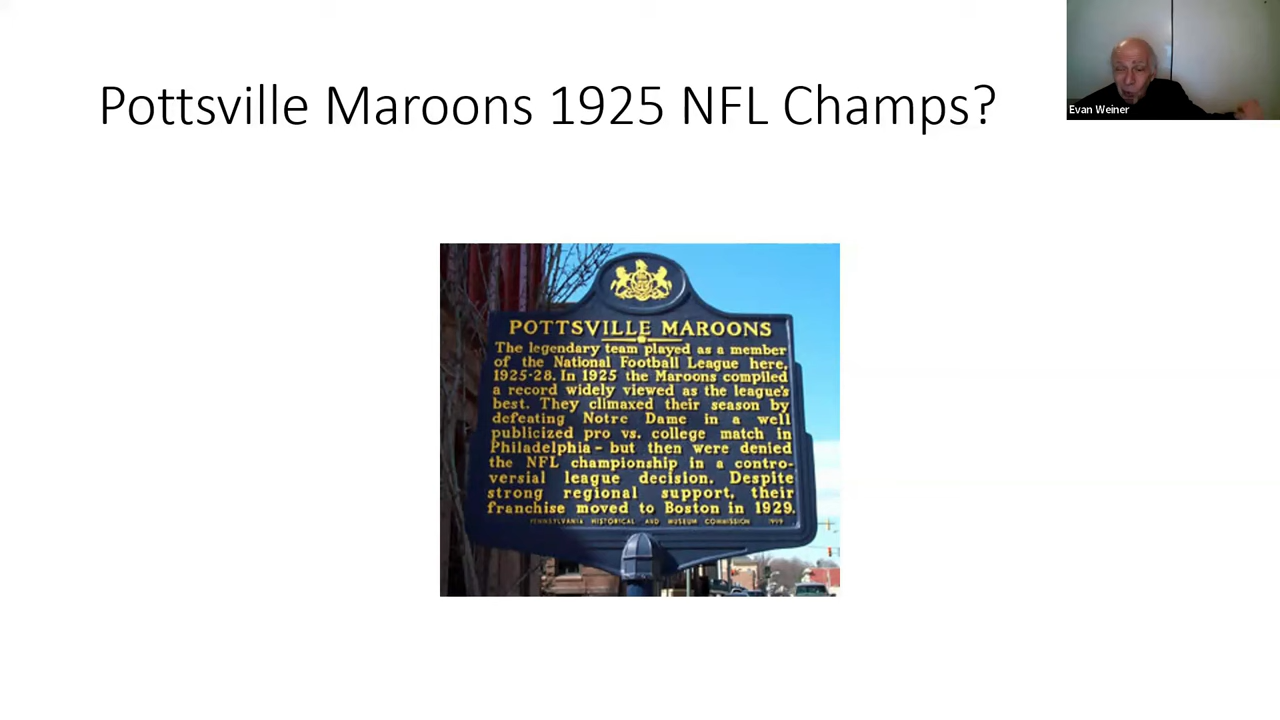 Pottsville Maroons 1925 NFL Champs?
Evan Weiner
POTTSVILLE MAROONS
The legendary team played as a member
of the National Football League here,
1925-28. In 1925 the Maroons compiled
a record widely viewed as the league's
best. They climaxed their season by
defeating Notre Dame in a well
publicized pro vs. college match in
Philadelphia - but then were denied
the NFL championship in a contro-
versial league decision. Despite
strong regional support, their
franchise moved to Boston in 1929.
PENNSYLVANIA HISTORICAL AND MUSEUM COMMISSION 1999